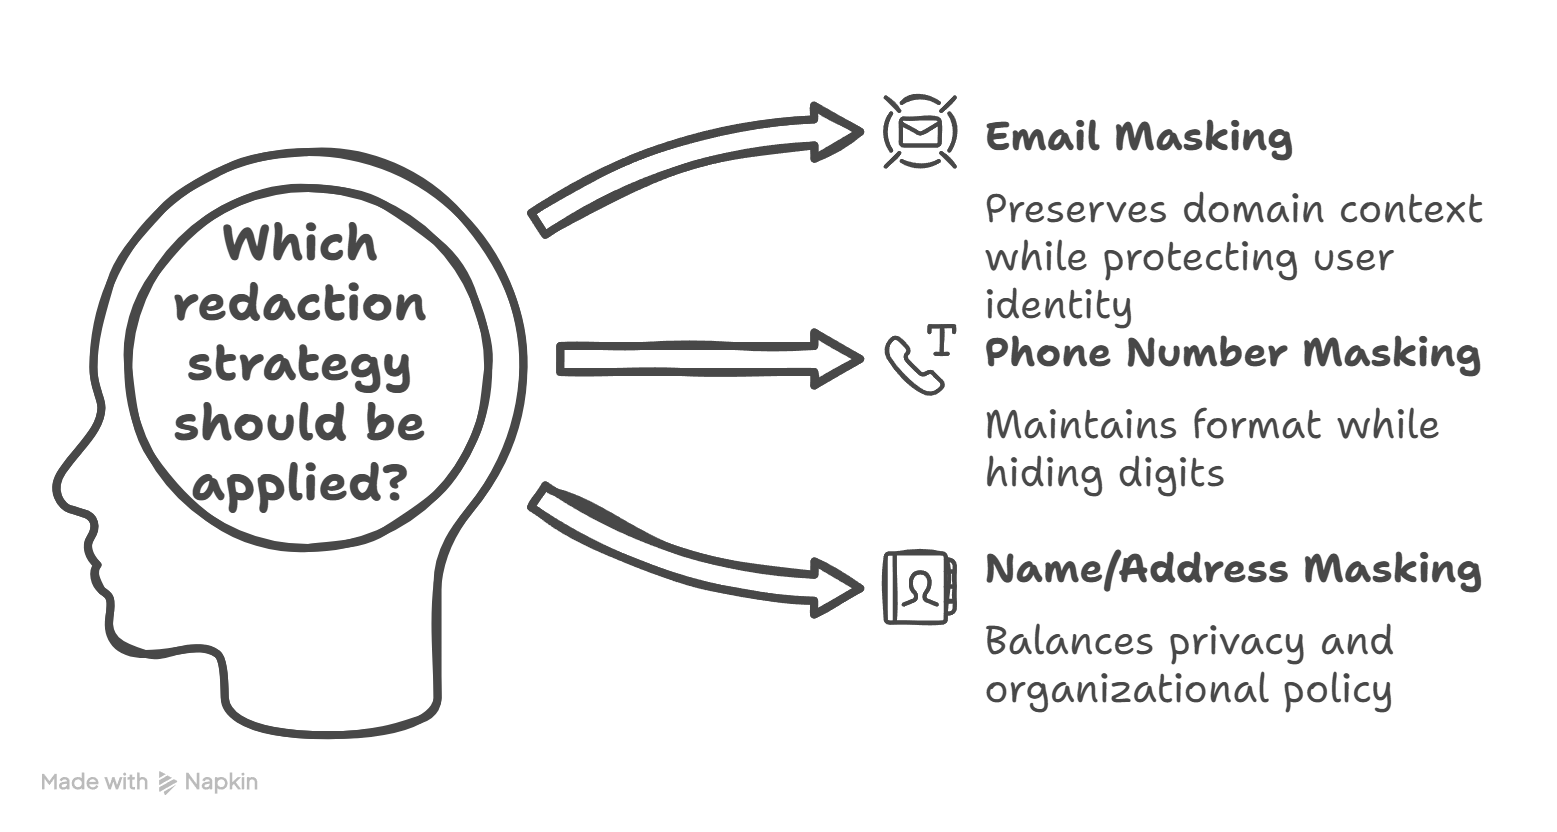 Which
redaction
strategy
should be
applied?
Email Masking
Preserves domain context
while protecting user
identity
T
Phone Number Masking
Maintains format while
hiding digits
Name/Address Masking
Balances privacy and
organizational policy
Made with Napkin